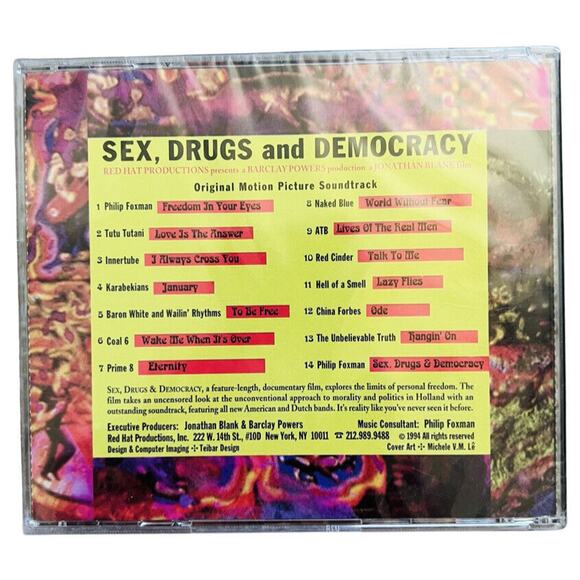 SEX, DRUGS and DEMOCRACY
RED HAT PRODUCTIONS presents a BARCLAY POWERS production a JONATHAN BLANK film
Original Motion Picture Soundtrack
1 Philip Foxman Freedom In Your Eyes
2 Tutu Tutani Love Is The Answer
3 Innertube I Always Cross You
4 Karabekians January
5 Baron White and Wailin' Rhythms To Be Free
6 Coal 6 Wake Me When It's Over
7 Prime 8 Eternity
8 Naked Blue World Without Fear
9 ATB Lives Of The Real Men
10 Red Cinder Talk To Me
11 Hell of a Smell Lazy Flies
12 China Forbes Ode
13 The Unbelievable Truth Hangin' On
14 Philip Foxman Sex, Drugs & Democracy
SEX, DRUGS & DEMOCRACY, a feature-length, documentary film, explores the limits of personal freedom. The
film takes an uncensored look at the unconventional approach to morality and politics in Holland with an
outstanding soundtrack, featuring all new American and Dutch bands. It's reality like you've never seen it before.
Executive Producers: Jonathan Blank & Barclay Powers Music Consultant: Philip Foxman
Red Hat Productions, Inc. 222 W. 14th St., #10D New York, NY 10011 ☎ 212.989.9488 © 1994 All rights reserved
Design & Computer Imaging ✢ Teibar Design Cover Art ✢ Michele V.M. Lê